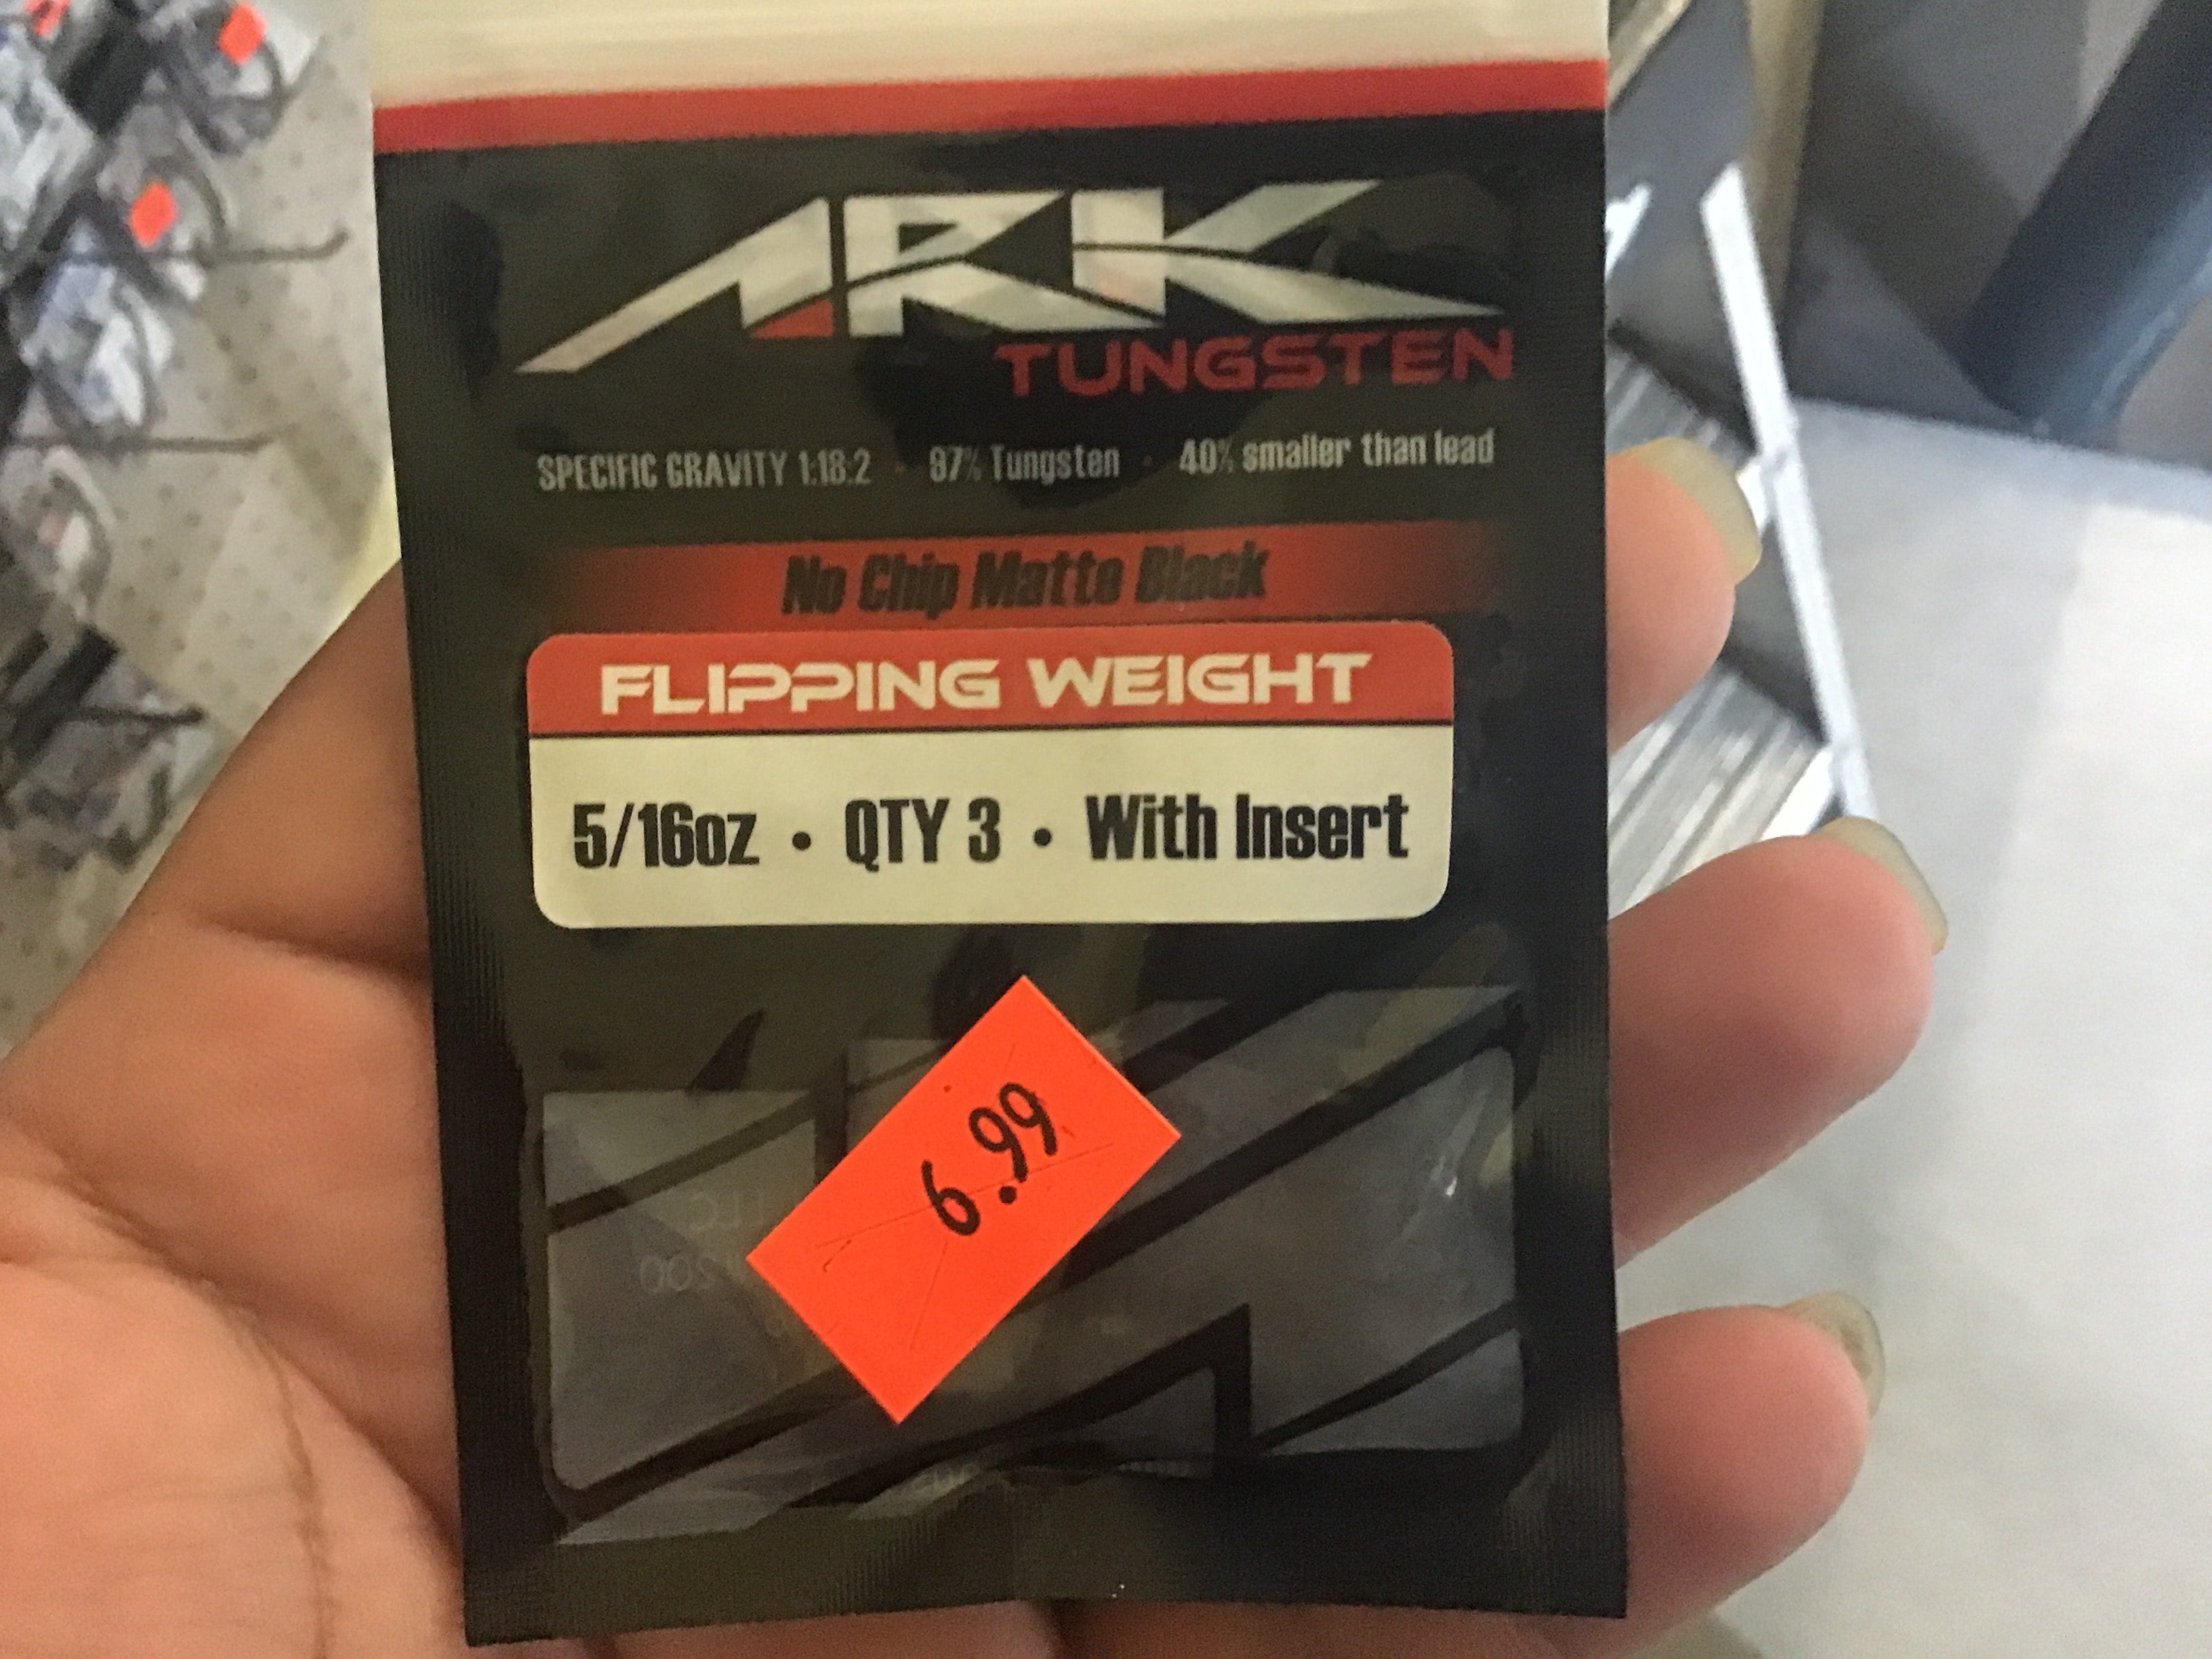 ARK
TUNGSTEN
SPECIFIC GRAVITY 1:18:2 - 97% Tungsten - 40% smaller than lead
No Chip Matte Black
FLIPPING WEIGHT
5/16oz • QTY 3 • With Insert
6.99
LLC